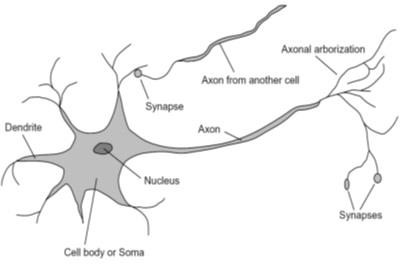 Axonal arborization
Axon from another cell
Synapse
Dendrite
Axon
Nucleus
Synapses
Cell body or Soma